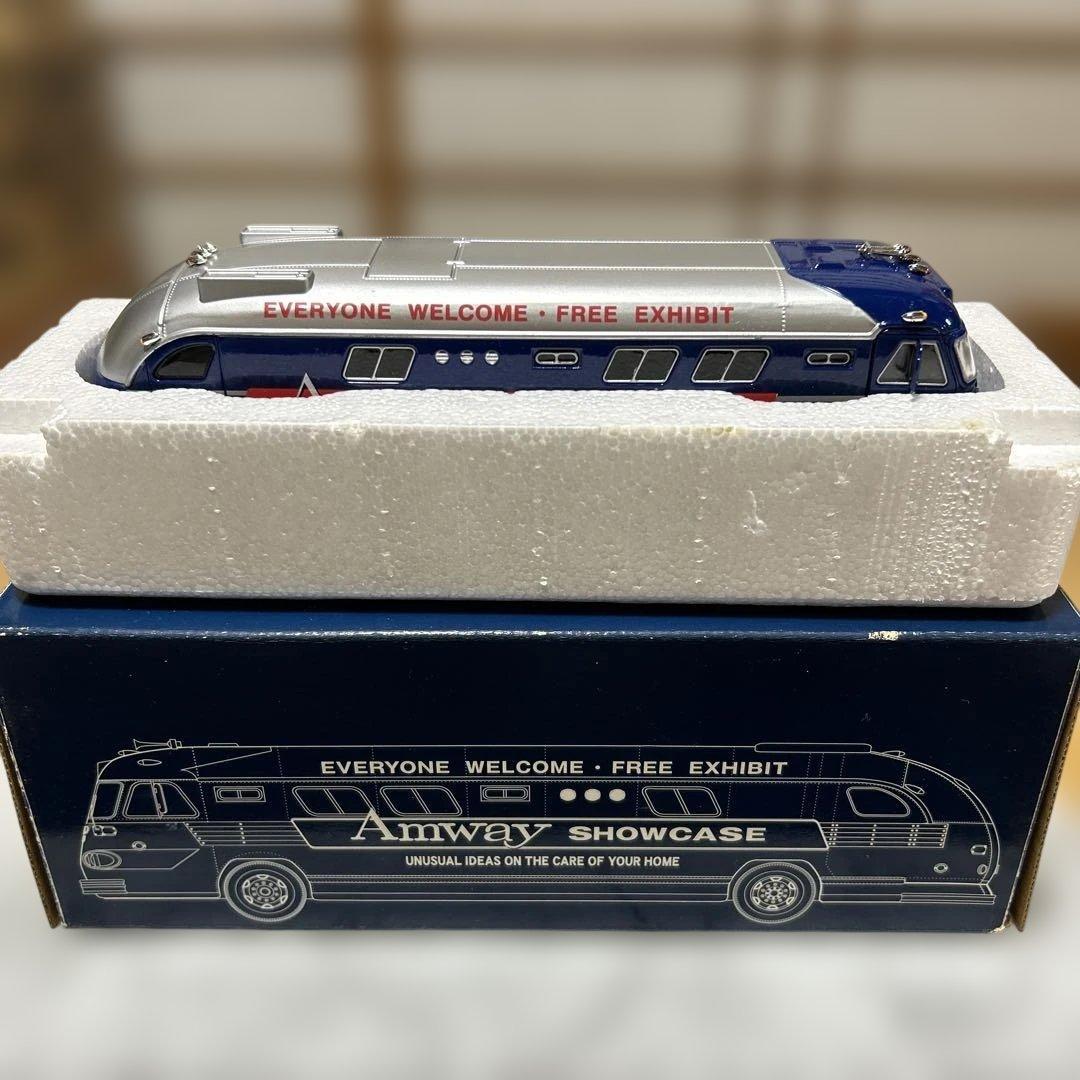 EVERYONE WELCOME · FREE EXHIBIT
EVERYONE WELCOME · FREE EXHIBIT
Amway SHOWCASE
UNUSUAL IDEAS ON THE CARE OF YOUR HOME